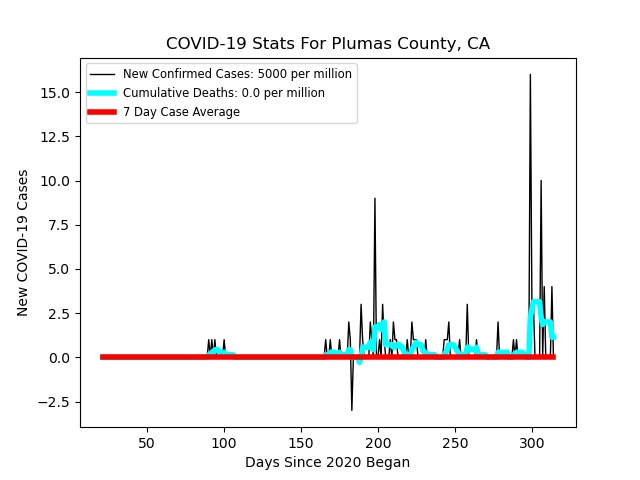 COVID-19 Stats For Plumas County, CA
New Confirmed Cases: 5000 per million
Cumulative Deaths: 0.0 per million
7 Day Case Average
15.0
12.5
10.0
7.5
5.0
2.5
0.0
−2.5
New COVID-19 Cases
50 100 150 200 250 300
Days Since 2020 Began